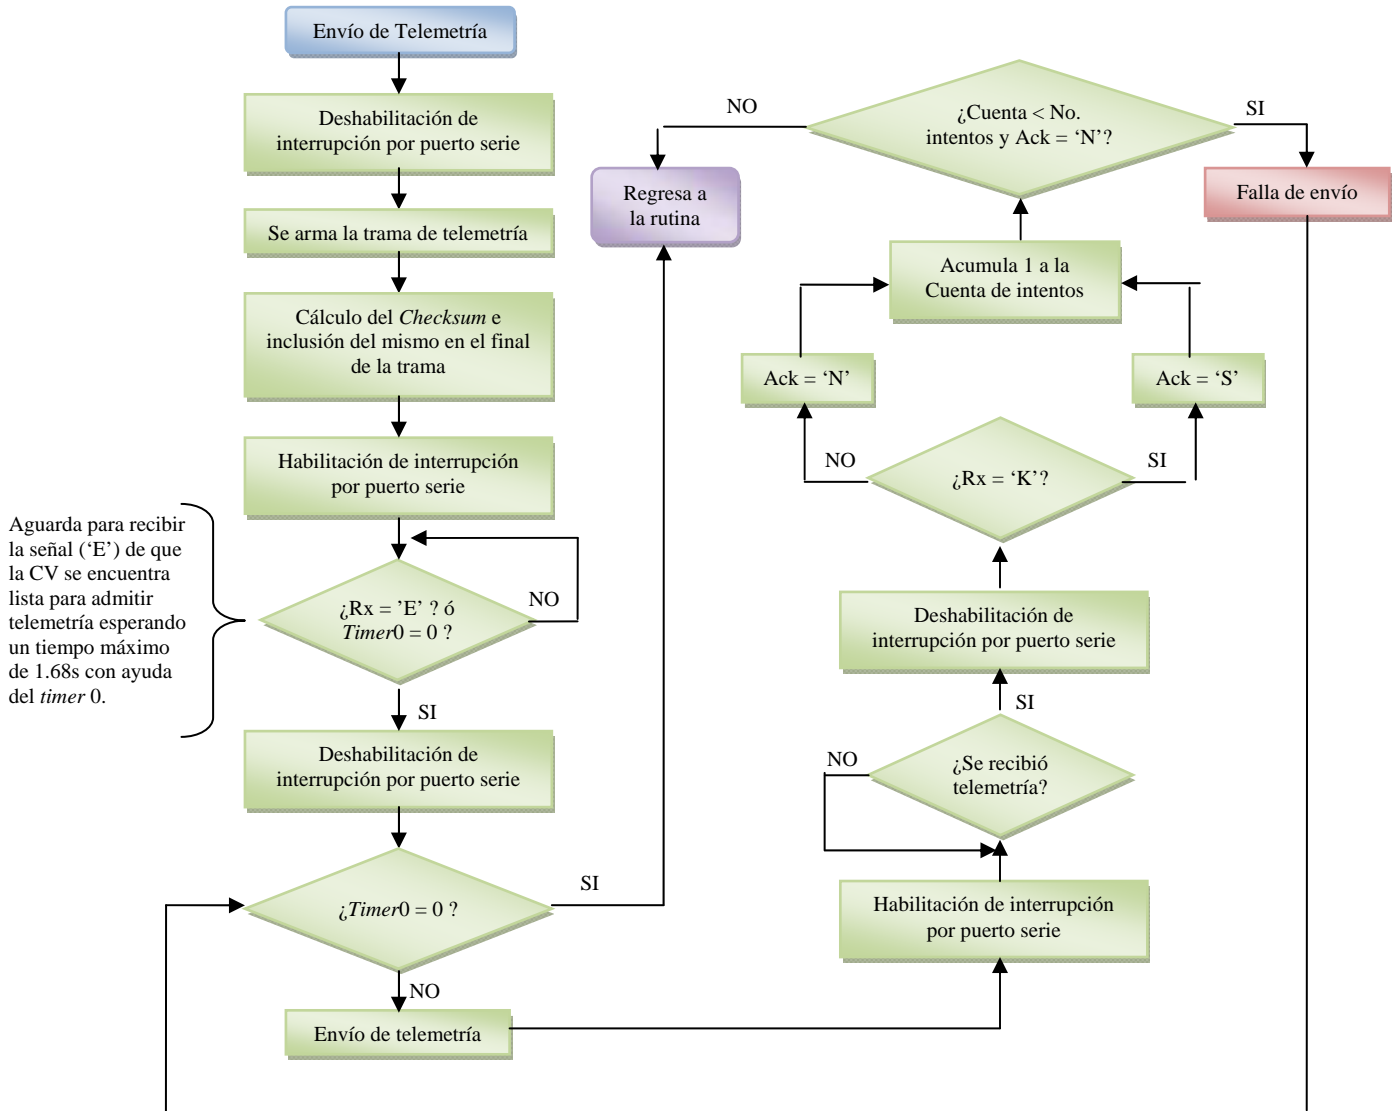 Envío de Telemetría
Deshabilitación de
interrupción por puerto serie
Se arma la trama de telemetría
Cálculo del Checksum e
inclusión del mismo en el final
de la trama
Habilitación de interrupción
por puerto serie
Aguarda para recibir
la señal (‘E’) de que
la CV se encuentra
lista para admitir
telemetría esperando
un tiempo máximo
de 1.68s con ayuda
del timer 0.
¿Rx = ’E’ ? ó
Timer0 = 0 ?
NO
SI
Deshabilitación de
interrupción por puerto serie
¿Timer0 = 0 ?
SI
NO
Envío de telemetría
Habilitación de interrupción
por puerto serie
¿Se recibió
telemetría?
NO
SI
Deshabilitación de
interrupción por puerto serie
¿Rx = ‘K’?
NO
SI
Ack = ‘N’
Ack = ‘S’
Acumula 1 a la
Cuenta de intentos
¿Cuenta < No.
intentos y Ack = ‘N’?
NO
SI
Regresa a
la rutina
Falla de envío